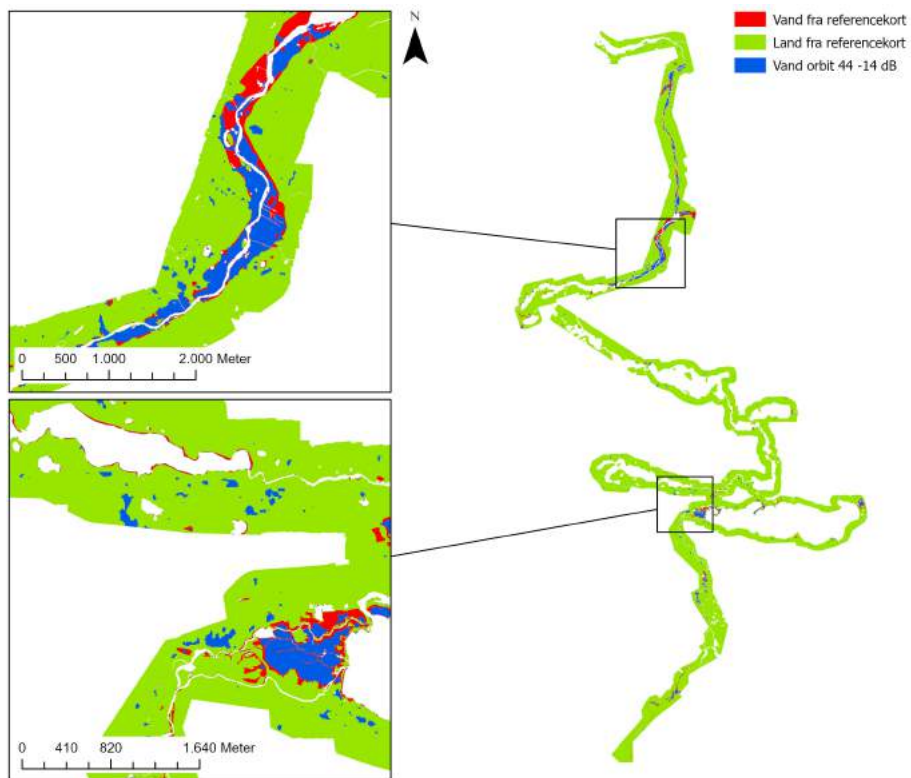 N
Vand fra referencekort
Land fra referencekort
Vand orbit 44 -14 dB
0 500 1.000 2.000 Meter
0 410 820 1.640 Meter